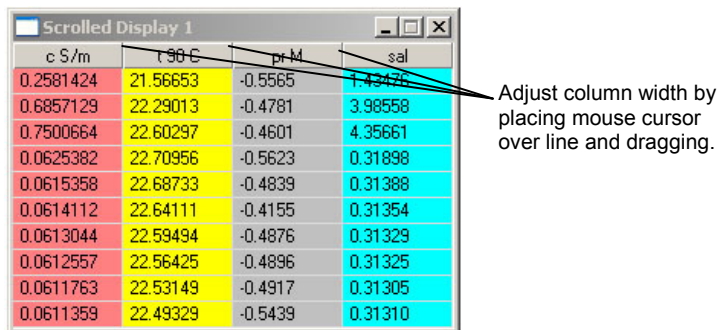 Scrolled Display 1
c S/m t 90 C pr M sal
0.2581424 21.56653 -0.5565 1.43476
0.6857129 22.29013 -0.4781 3.98558
0.7500664 22.60297 -0.4601 4.35661
0.0625382 22.70956 -0.5623 0.31898
0.0615358 22.68733 -0.4839 0.31388
0.0614112 22.64111 -0.4155 0.31354
0.0613044 22.59494 -0.4876 0.31329
0.0612557 22.56425 -0.4896 0.31325
0.0611763 22.53149 -0.4917 0.31305
0.0611359 22.49329 -0.5439 0.31310
Adjust column width by
placing mouse cursor
over line and dragging.